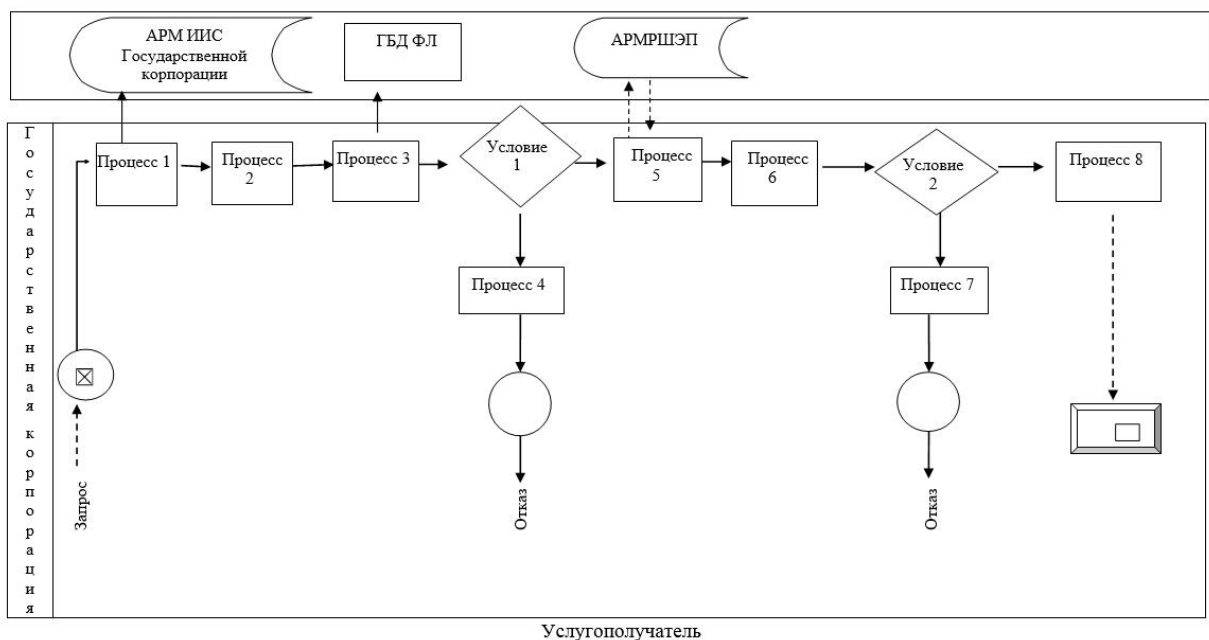 АРМ ИИС
Государственной
корпорации
ГБД ФЛ
АРМРШЭП
Государственная корпорация
Процесс 1
Процесс
2
Процесс 3
Условие
1
Процесс
5
Процесс
6
Условие
2
Процесс 8
Процесс 4
Процесс 7
Запрос
Отказ
Отказ
Услугополучатель